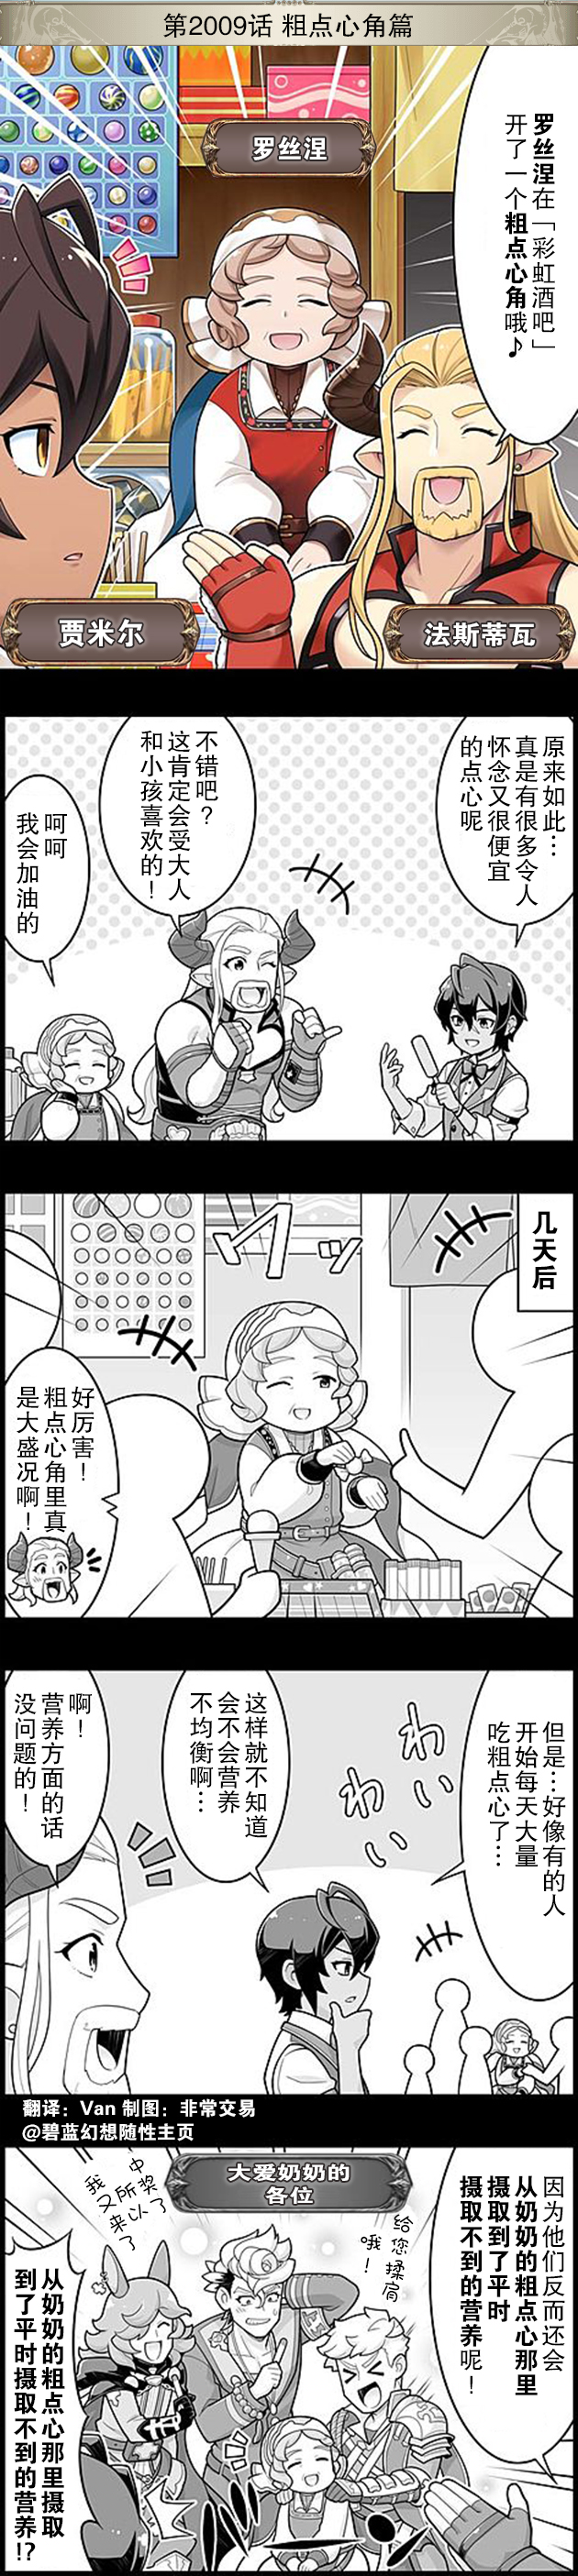 第2009话 粗点心角篇
罗丝涅在「彩虹酒吧」
开了一个粗点心角哦♪
罗丝涅
贾米尔
法斯蒂瓦
原来如此…
真是有很多令人
怀念又很便宜
的点心呢
不错吧？
这肯定会受大人
和小孩喜欢的！
呵呵
我会加油的
几天后
好厉害！
粗点心角里真
是大盛况啊！
但是…好像有的人
开始每天大量
吃粗点心了…
わい
わい
这样就不知道
会不会营养
不均衡啊…
啊！
营养方面的话
没问题的！
翻译：Van 制图：非常交易
@碧蓝幻想随性主页
因为他们反而还会
从奶奶的粗点心那里
摄取到了平时
摄取不到的营养呢！
大爱奶奶的
各位
给您揉肩
哦！
中奖了
所以
我又来了
从奶奶的粗点心那里摄取
到了平时摄取不到的营养!?